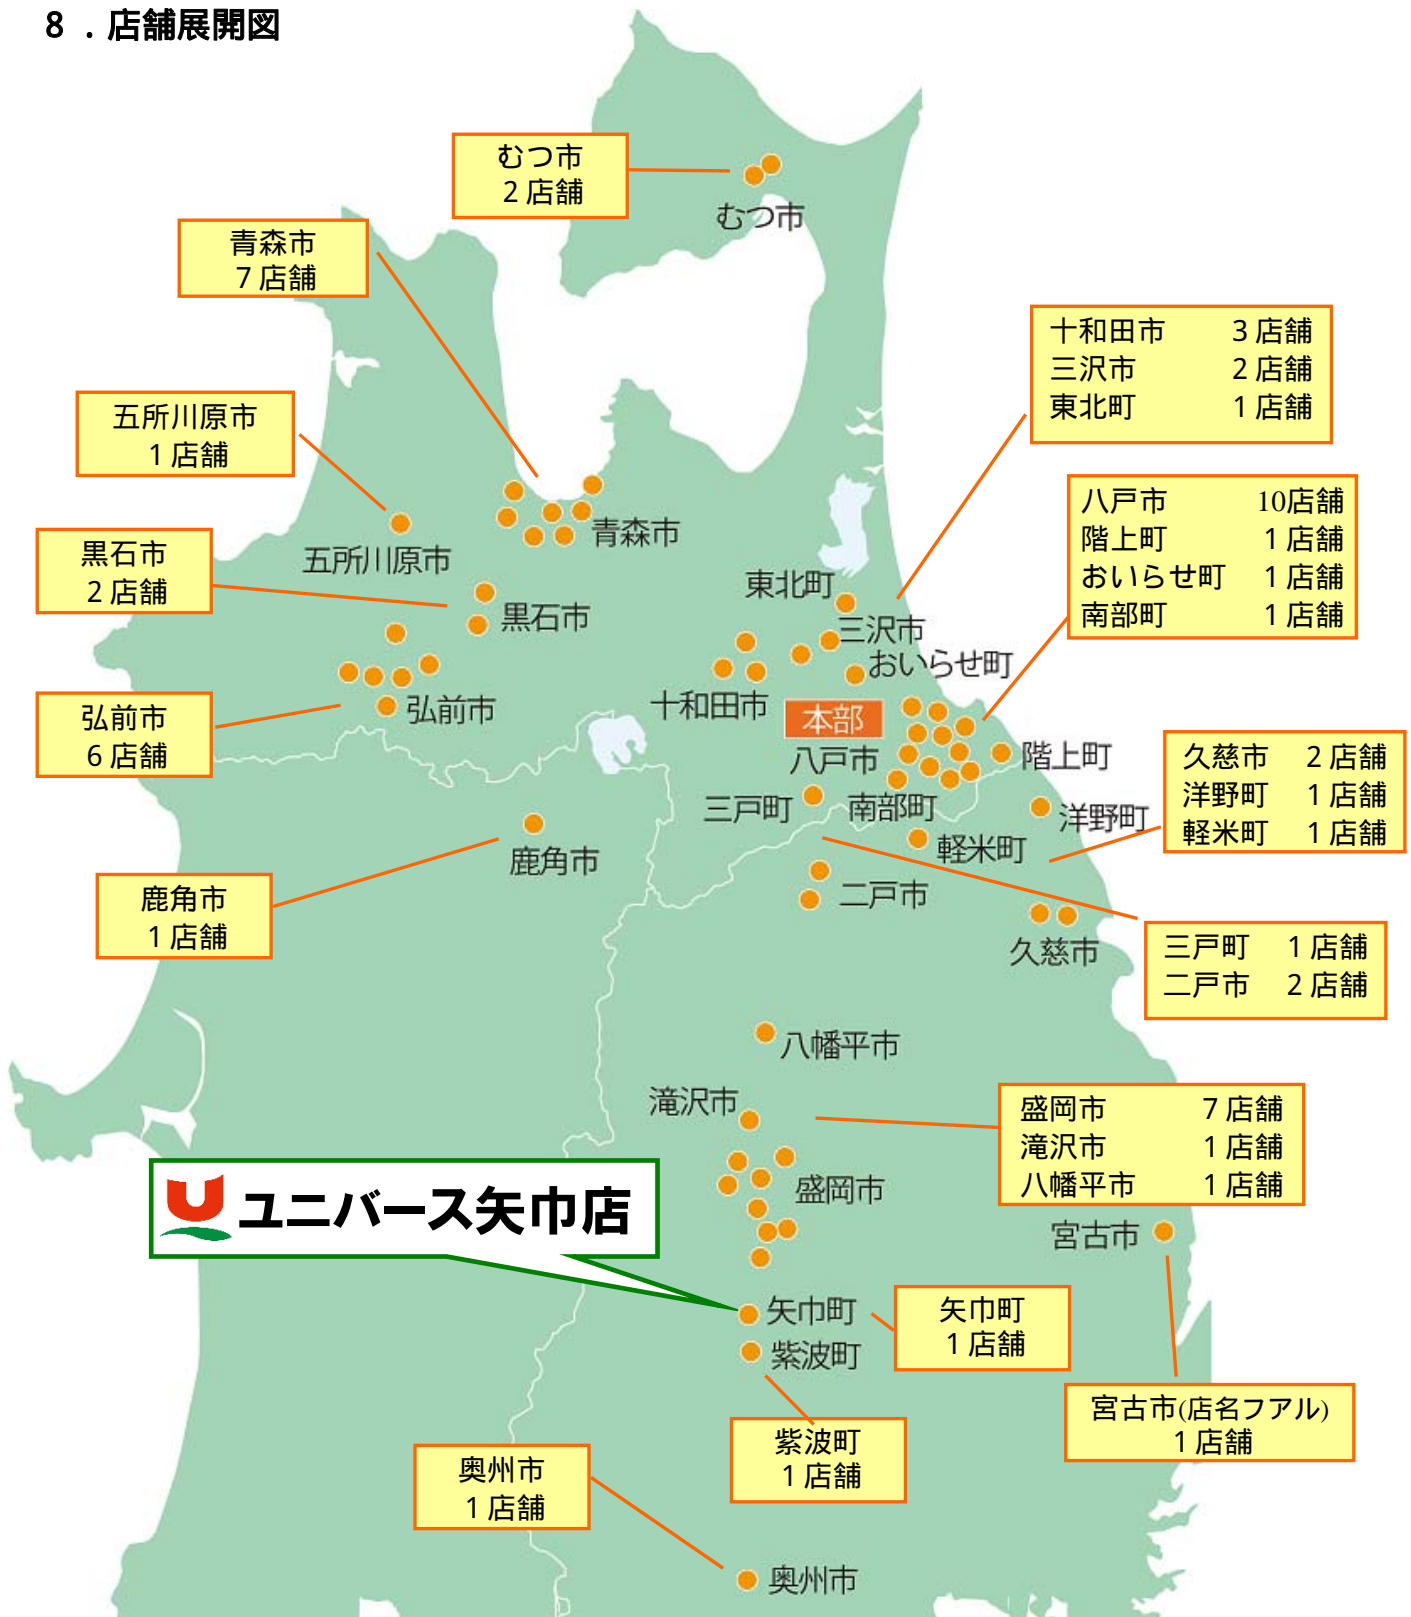 ８．店舗展開図
むつ市
２店舗
むつ市
青森市
７店舗
十和田市 ３店舗
三沢市 ２店舗
東北町 １店舗
五所川原市
１店舗
八戸市 10店舗
階上町 １店舗
おいらせ町 １店舗
南部町 １店舗
青森市
五所川原市
黒石市
２店舗
東北町
黒石市
三沢市
おいらせ町
十和田市
弘前市
弘前市
６店舗
本部
八戸市
階上町
久慈市 ２店舗
洋野町 １店舗
軽米町 １店舗
三戸町
南部町
洋野町
軽米町
鹿角市
鹿角市
１店舗
二戸市
久慈市
三戸町 １店舗
二戸市 ２店舗
八幡平市
滝沢市
盛岡市 ７店舗
滝沢市 １店舗
八幡平市 １店舗
ユニバース矢巾店
盛岡市
宮古市
矢巾町
矢巾町
１店舗
紫波町
宮古市(店名フアル)
１店舗
紫波町
１店舗
奥州市
１店舗
奥州市